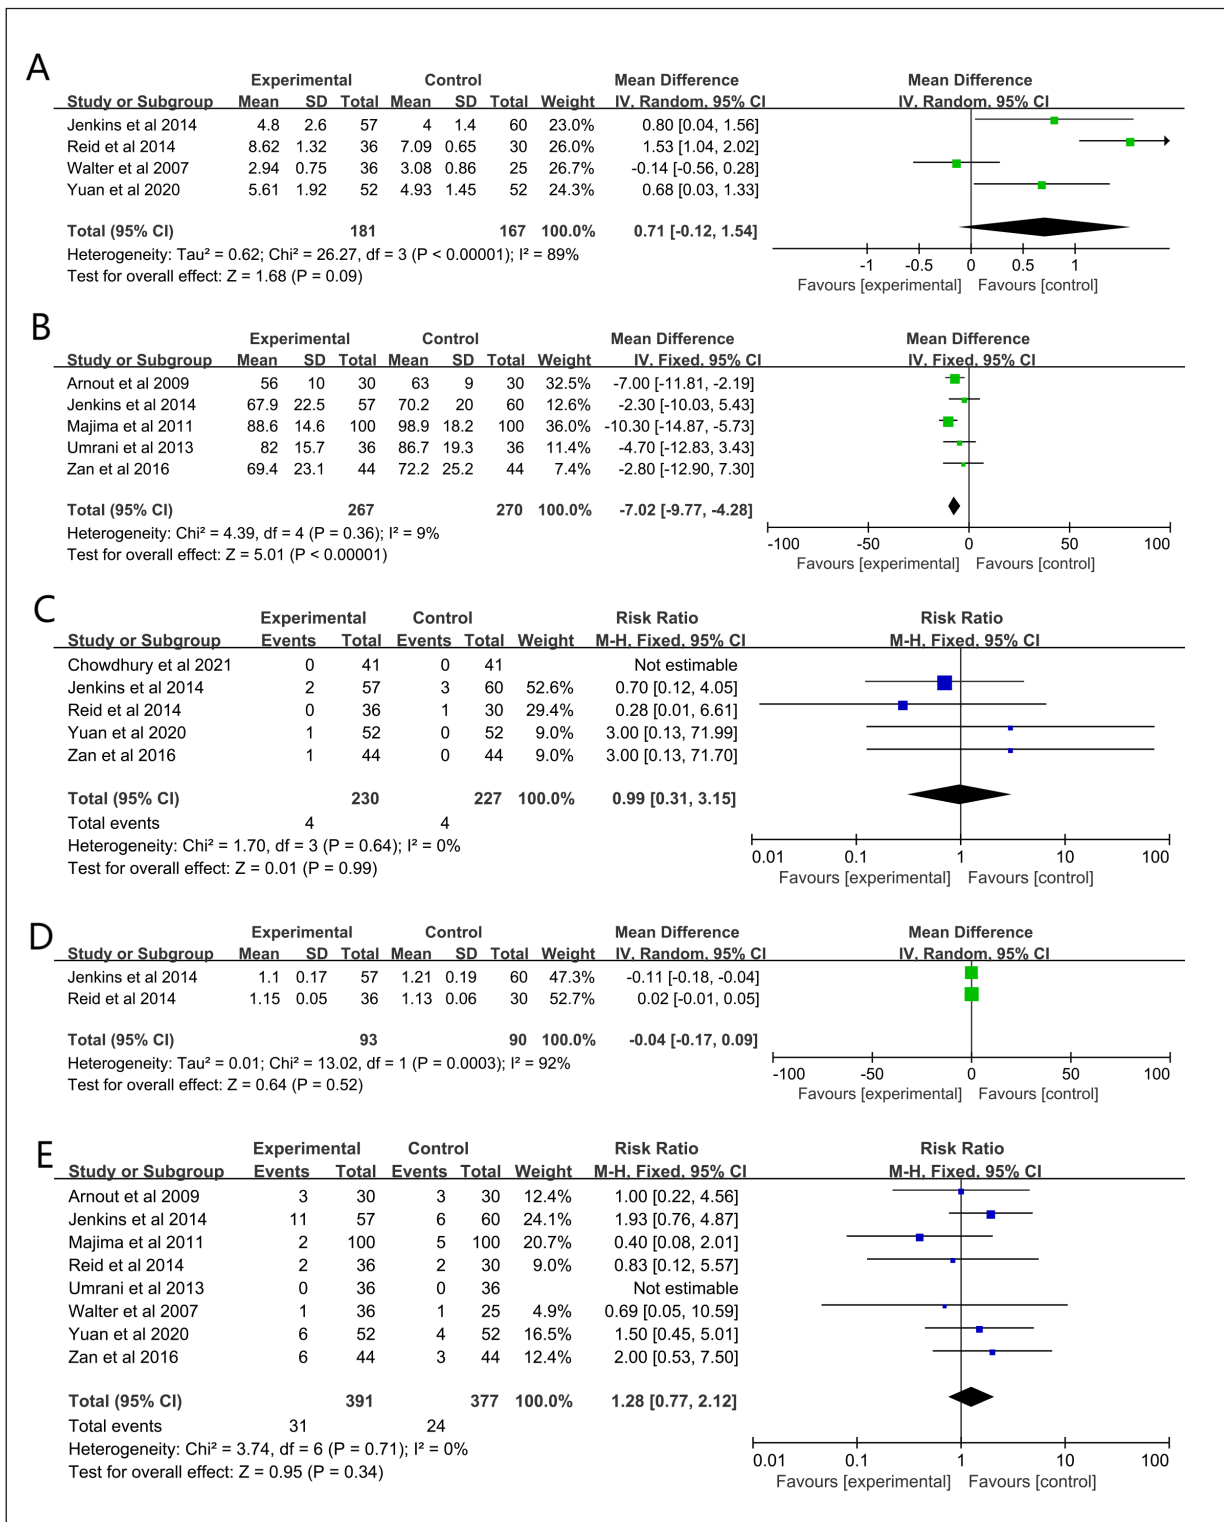 A
Experimental Control Mean Difference Mean Difference
Study or Subgroup Mean SD Total Mean SD Total Weight IV, Random, 95% CI IV, Random, 95% CI
Jenkins et al 2014 4.8 2.6 57 4 1.4 60 23.0% 0.80 [0.04, 1.56]
Reid et al 2014 8.62 1.32 36 7.09 0.65 30 26.0% 1.53 [1.04, 2.02]
Walter et al 2007 2.94 0.75 36 3.08 0.86 25 26.7% -0.14 [-0.56, 0.28]
Yuan et al 2020 5.61 1.92 52 4.93 1.45 52 24.3% 0.68 [0.03, 1.33]
Total (95% CI) 181 167 100.0% 0.71 [-0.12, 1.54]
Heterogeneity: Tau² = 0.62; Chi² = 26.27, df = 3 (P < 0.00001); I² = 89%
Test for overall effect: Z = 1.68 (P = 0.09)
-1 -0.5 0 0.5 1
Favours [experimental] Favours [control]
B
Experimental Control Mean Difference Mean Difference
Study or Subgroup Mean SD Total Mean SD Total Weight IV, Fixed, 95% CI IV, Fixed, 95% CI
Arnout et al 2009 56 10 30 63 9 30 32.5% -7.00 [-11.81, -2.19]
Jenkins et al 2014 67.9 22.5 57 70.2 20 60 12.6% -2.30 [-10.03, 5.43]
Majima et al 2011 88.6 14.6 100 98.9 18.2 100 36.0% -10.30 [-14.87, -5.73]
Umrani et al 2013 82 15.7 36 86.7 19.3 36 11.4% -4.70 [-12.83, 3.43]
Zan et al 2016 69.4 23.1 44 72.2 25.2 44 7.4% -2.80 [-12.90, 7.30]
Total (95% CI) 267 270 100.0% -7.02 [-9.77, -4.28]
Heterogeneity: Chi² = 4.39, df = 4 (P = 0.36); I² = 9%
Test for overall effect: Z = 5.01 (P < 0.00001)
-100 -50 0 50 100
Favours [experimental] Favours [control]
C
Experimental Control Risk Ratio Risk Ratio
Study or Subgroup Events Total Events Total Weight M-H, Fixed, 95% CI M-H, Fixed, 95% CI
Chowdhury et al 2021 0 41 0 41 Not estimable
Jenkins et al 2014 2 57 3 60 52.6% 0.70 [0.12, 4.05]
Reid et al 2014 0 36 1 30 29.4% 0.28 [0.01, 6.61]
Yuan et al 2020 1 52 0 52 9.0% 3.00 [0.13, 71.99]
Zan et al 2016 1 44 0 44 9.0% 3.00 [0.13, 71.70]
Total (95% CI) 230 227 100.0% 0.99 [0.31, 3.15]
Total events 4 4
Heterogeneity: Chi² = 1.70, df = 3 (P = 0.64); I² = 0%
Test for overall effect: Z = 0.01 (P = 0.99)
0.01 0.1 1 10 100
Favours [experimental] Favours [control]
D
Experimental Control Mean Difference Mean Difference
Study or Subgroup Mean SD Total Mean SD Total Weight IV, Random, 95% CI IV, Random, 95% CI
Jenkins et al 2014 1.1 0.17 57 1.21 0.19 60 47.3% -0.11 [-0.18, -0.04]
Reid et al 2014 1.15 0.05 36 1.13 0.06 30 52.7% 0.02 [-0.01, 0.05]
Total (95% CI) 93 90 100.0% -0.04 [-0.17, 0.09]
Heterogeneity: Tau² = 0.01; Chi² = 13.02, df = 1 (P = 0.0003); I² = 92%
Test for overall effect: Z = 0.64 (P = 0.52)
-100 -50 0 50 100
Favours [experimental] Favours [control]
E
Experimental Control Risk Ratio Risk Ratio
Study or Subgroup Events Total Events Total Weight M-H, Fixed, 95% CI M-H, Fixed, 95% CI
Arnout et al 2009 3 30 3 30 12.4% 1.00 [0.22, 4.56]
Jenkins et al 2014 11 57 6 60 24.1% 1.93 [0.76, 4.87]
Majima et al 2011 2 100 5 100 20.7% 0.40 [0.08, 2.01]
Reid et al 2014 2 36 2 30 9.0% 0.83 [0.12, 5.57]
Umrani et al 2013 0 36 0 36 Not estimable
Walter et al 2007 1 36 1 25 4.9% 0.69 [0.05, 10.59]
Yuan et al 2020 6 52 4 52 16.5% 1.50 [0.45, 5.01]
Zan et al 2016 6 44 3 44 12.4% 2.00 [0.53, 7.50]
Total (95% CI) 391 377 100.0% 1.28 [0.77, 2.12]
Total events 31 24
Heterogeneity: Chi² = 3.74, df = 6 (P = 0.71); I² = 0%
Test for overall effect: Z = 0.95 (P = 0.34)
0.01 0.1 1 10 100
Favours [experimental] Favours [control]